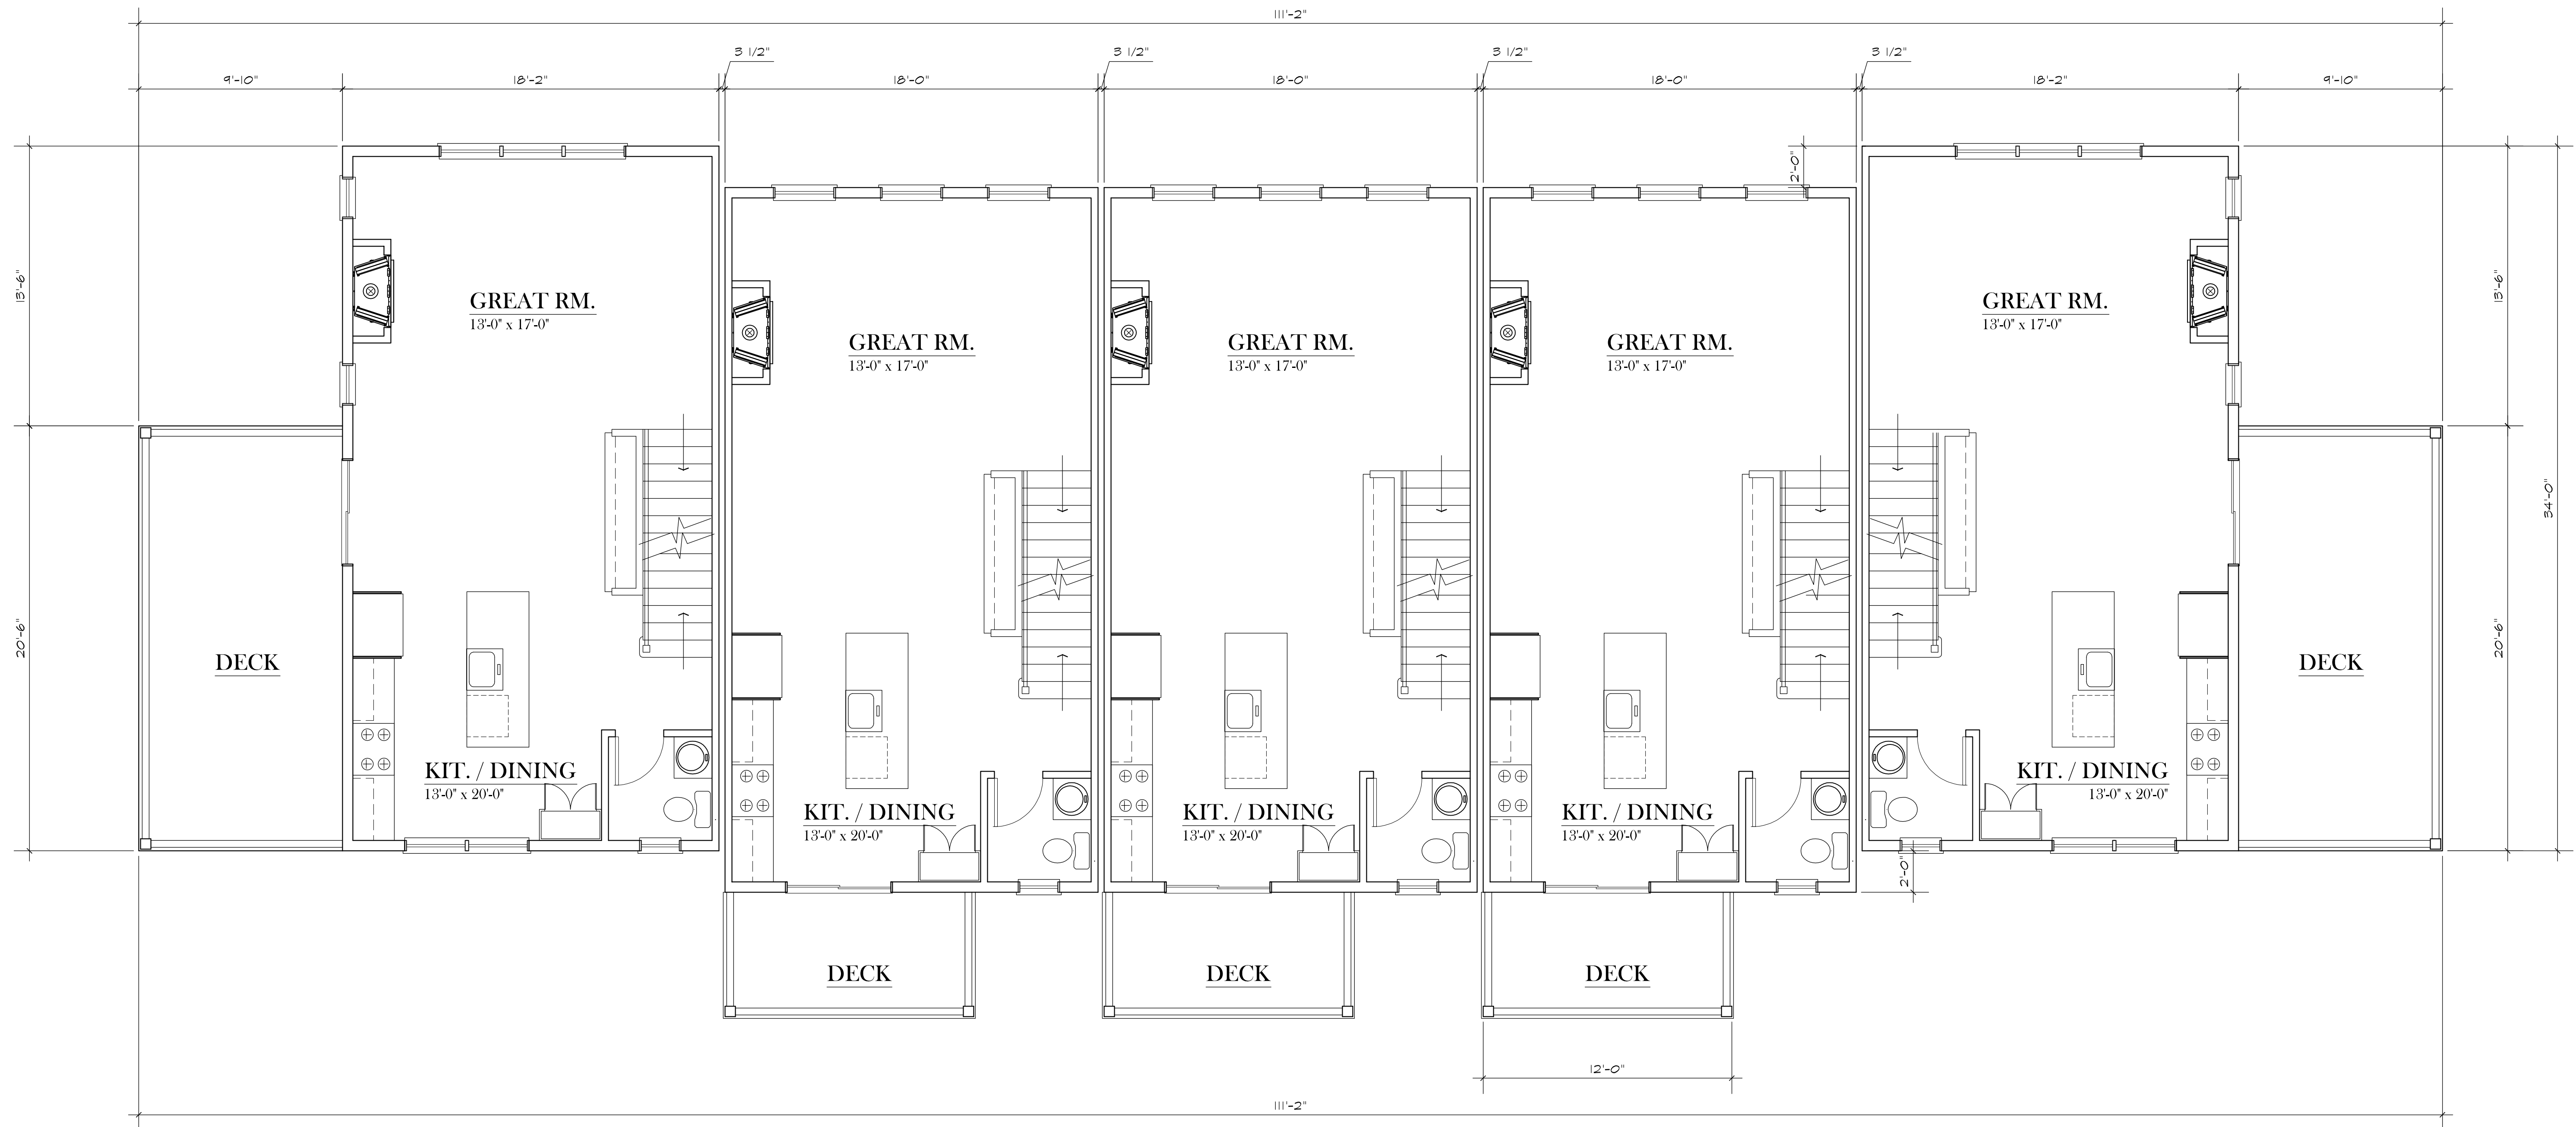 111'-2"
3 1/2" 3 1/2" 3 1/2" 3 1/2"
9'-10" 18'-2" 18'-0" 18'-0" 18'-0" 18'-2" 9'-10"
2'-0"
13'-6" 13'-6"
GREAT RM. GREAT RM.
13'-0" x 17'-0" 13'-0" x 17'-0"
GREAT RM. GREAT RM. GREAT RM.
13'-0" x 17'-0" 13'-0" x 17'-0" 13'-0" x 17'-0"
34'-0"
20'-6" 20'-6"
DECK DECK
KIT. / DINING KIT. / DINING
13'-0" x 20'-0" 13'-0" x 20'-0"
KIT. / DINING KIT. / DINING KIT. / DINING
13'-0" x 20'-0" 13'-0" x 20'-0" 13'-0" x 20'-0"
2'-0"
DECK DECK DECK
12'-0"
111'-2"